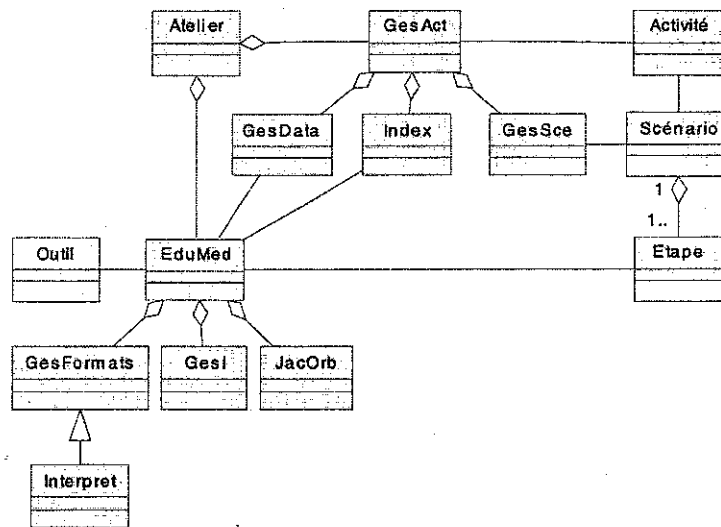 Atelier
GesAct
Activité
GesData
Index
GesSce
Scénario
1
1..
Outil
EduMed
Etape
GesFormats
GesI
JacOrb
Interpret